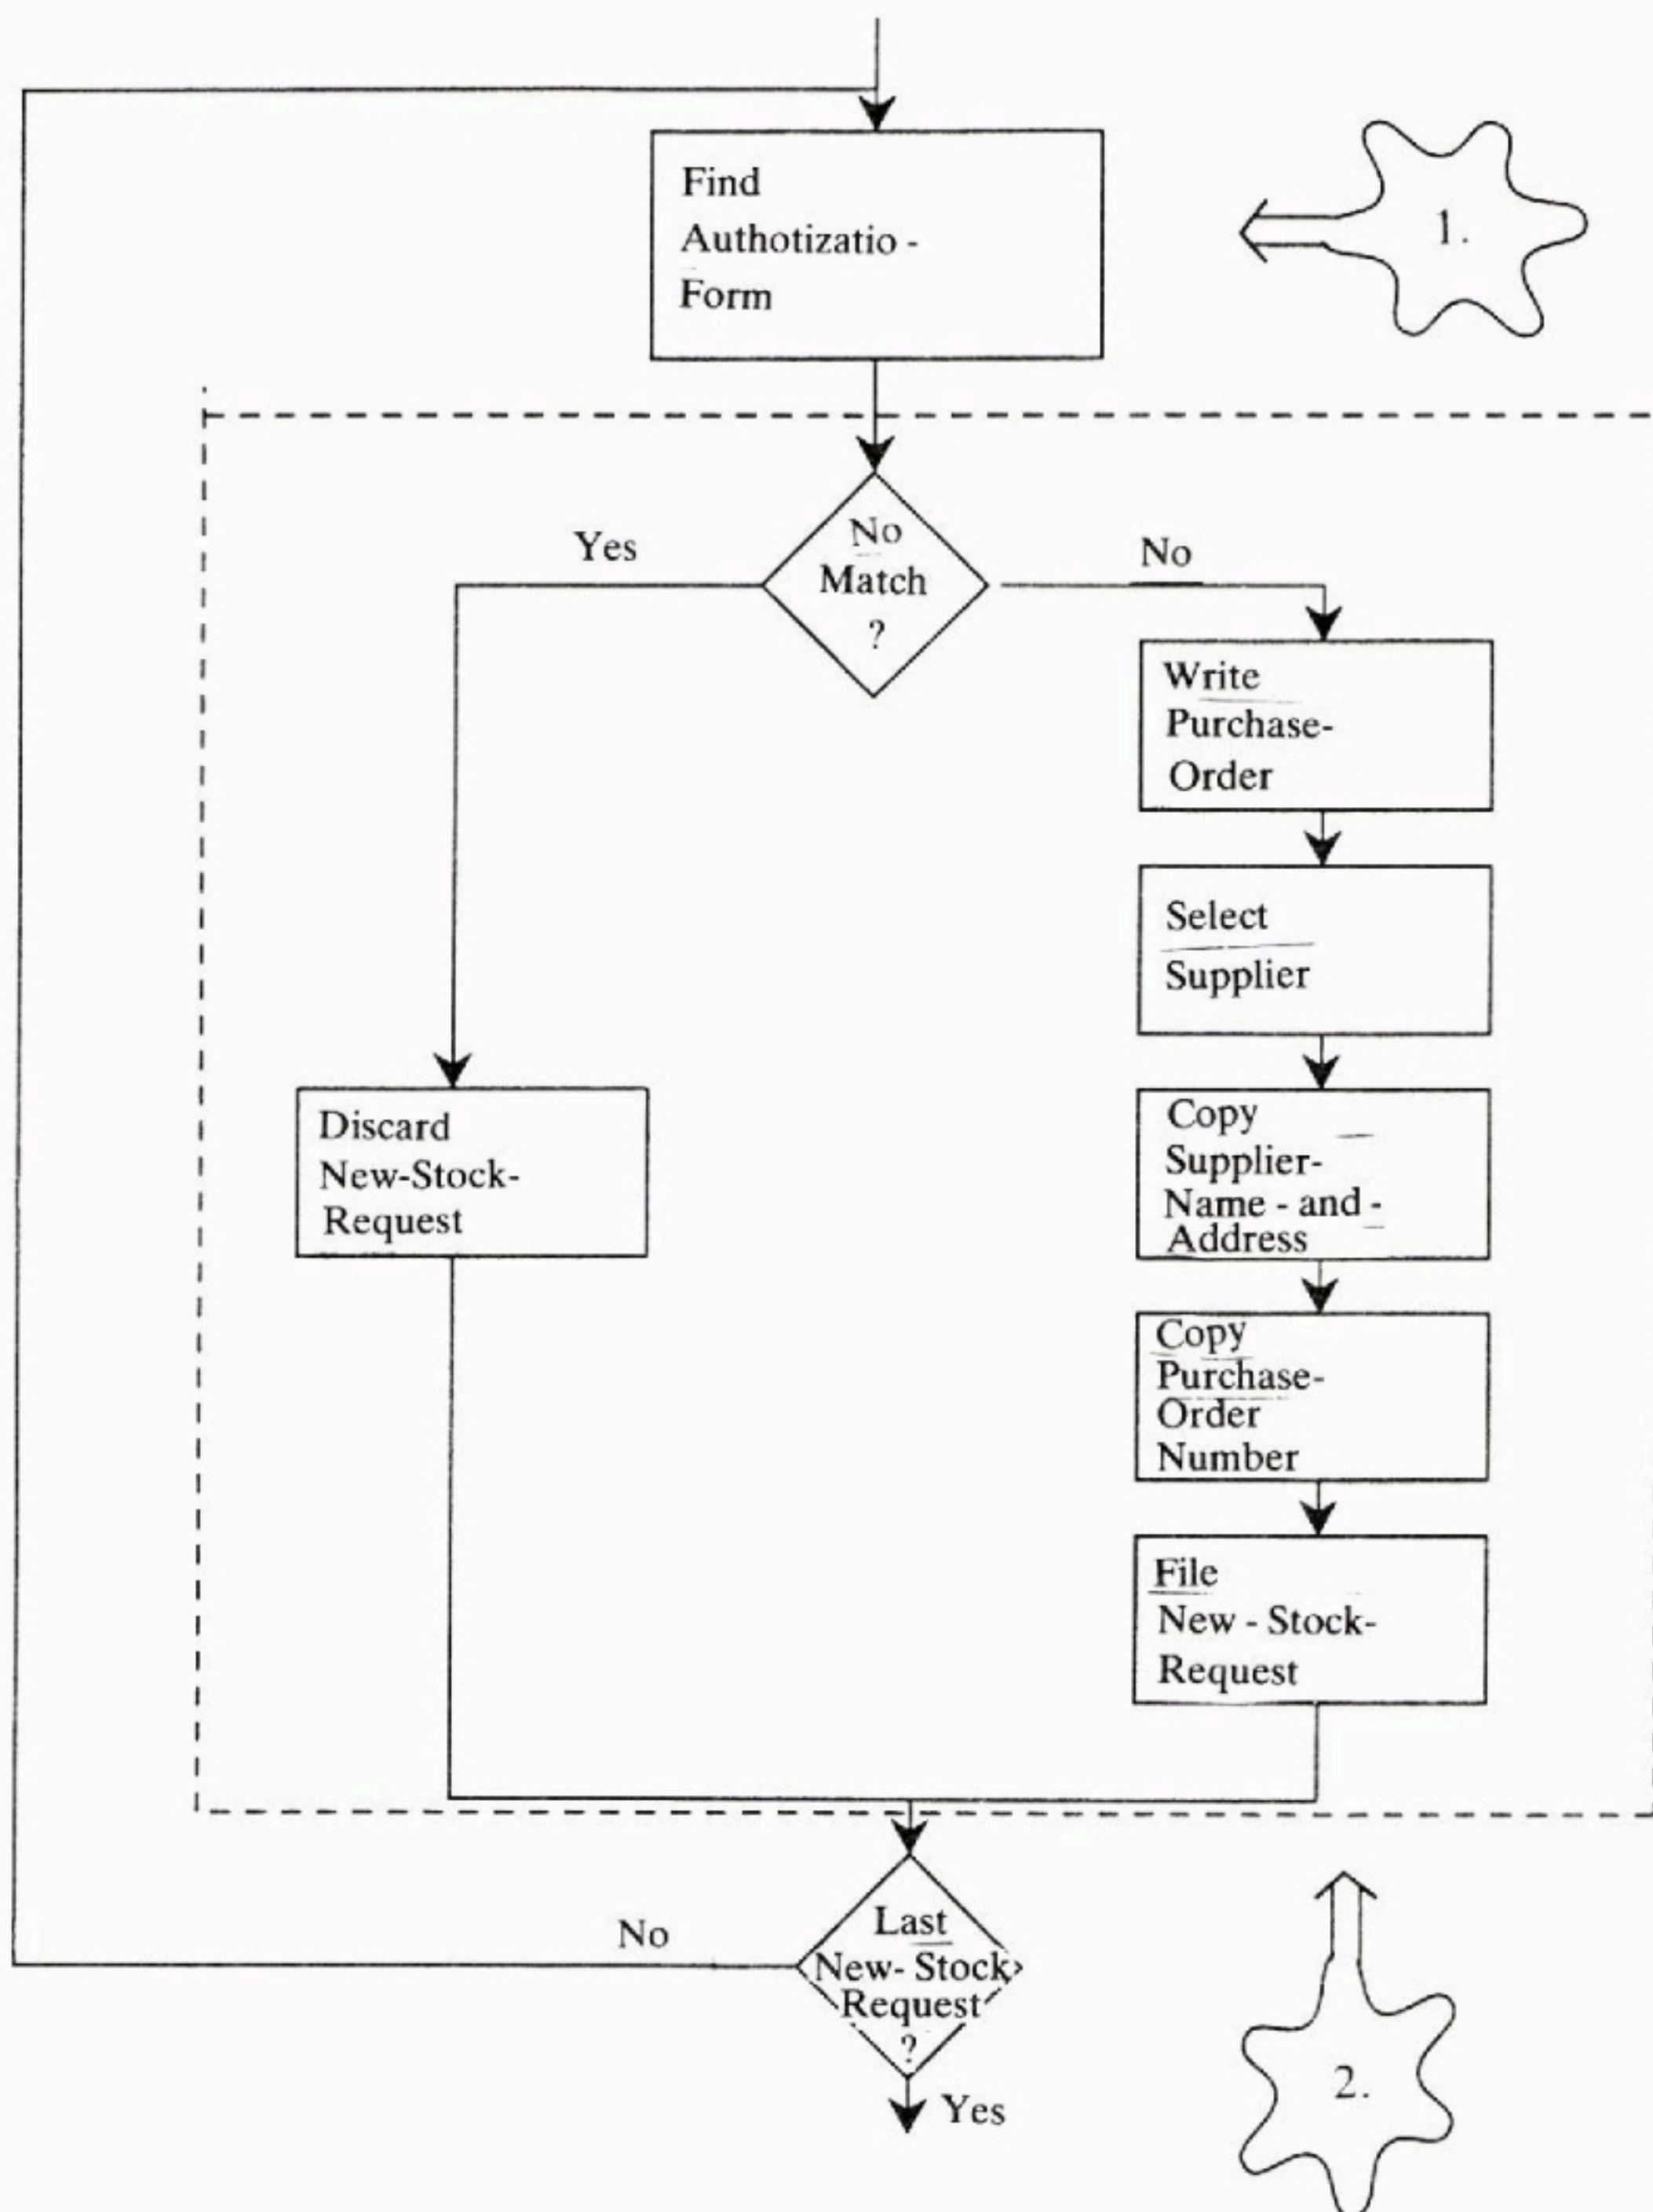 Find
Authotizatio -
Form
1.
No
Match
?
Yes
No
Write
Purchase-
Order
Select
Supplier
Copy
Supplier-
Name - and -
Address
Discard
New-Stock-
Request
Copy
Purchase-
Order
Number
File
New - Stock-
Request
Last
New- Stock
Request
?
No
Yes
2.